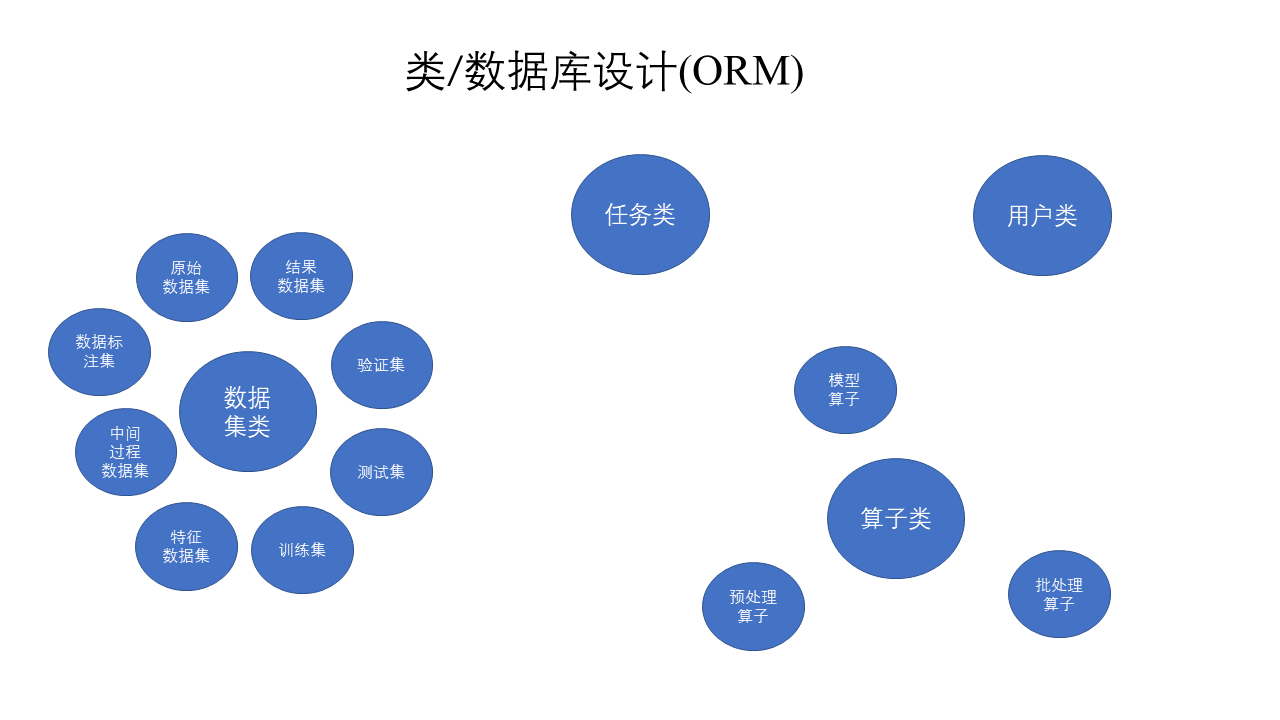 类/数据库设计(ORM)
任务类
用户类
原始
数据集
结果
数据集
数据标
注集
验证集
数据
集类
中间
过程
数据集
测试集
特征
数据集
训练集
模型
算子
算子类
预处理
算子
批处理
算子